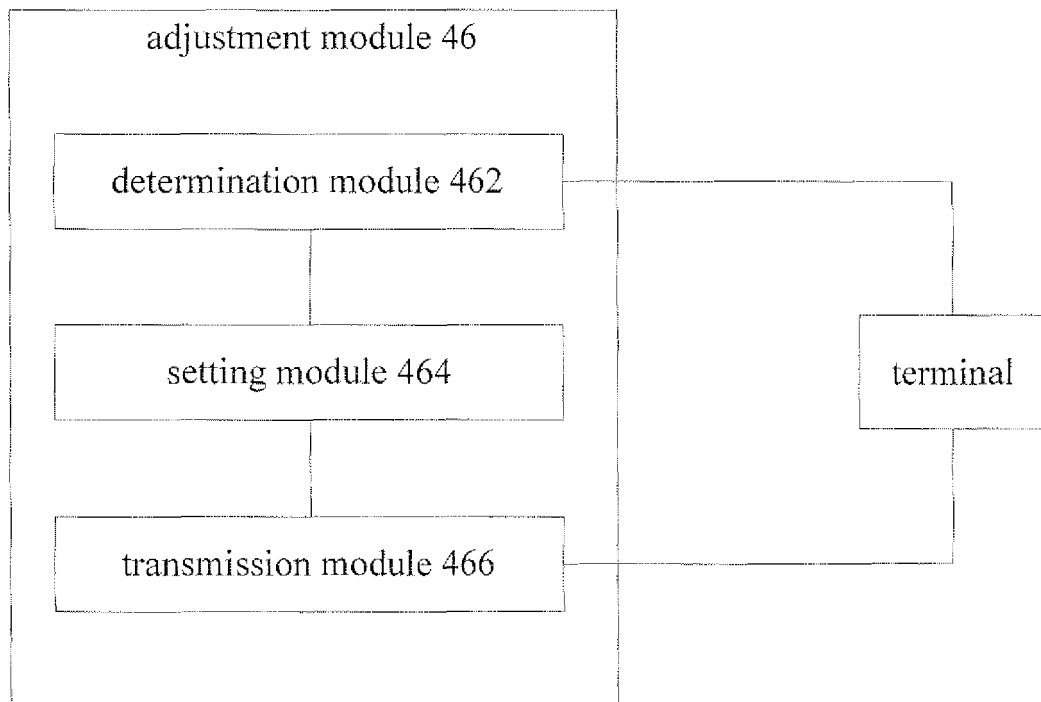 adjustment module 46
determination module 462
setting module 464
terminal
transmission module 466